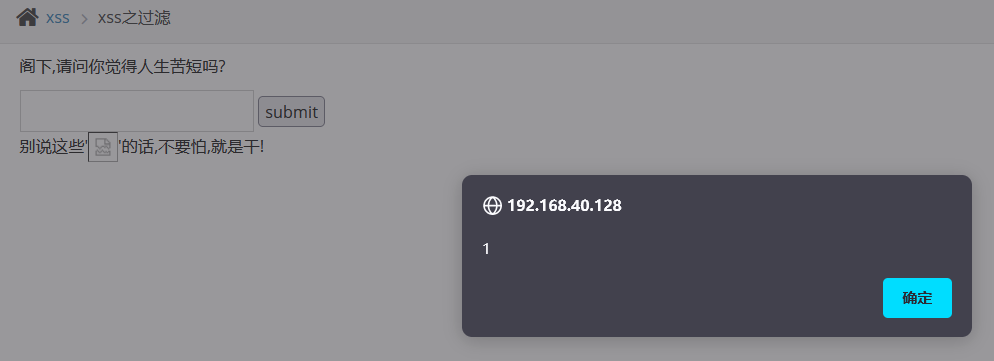 xss > xss之过滤
阁下,请问你觉得人生苦短吗?
submit
别说这些''的话,不要怕,就是干!
192.168.40.128
1
确定